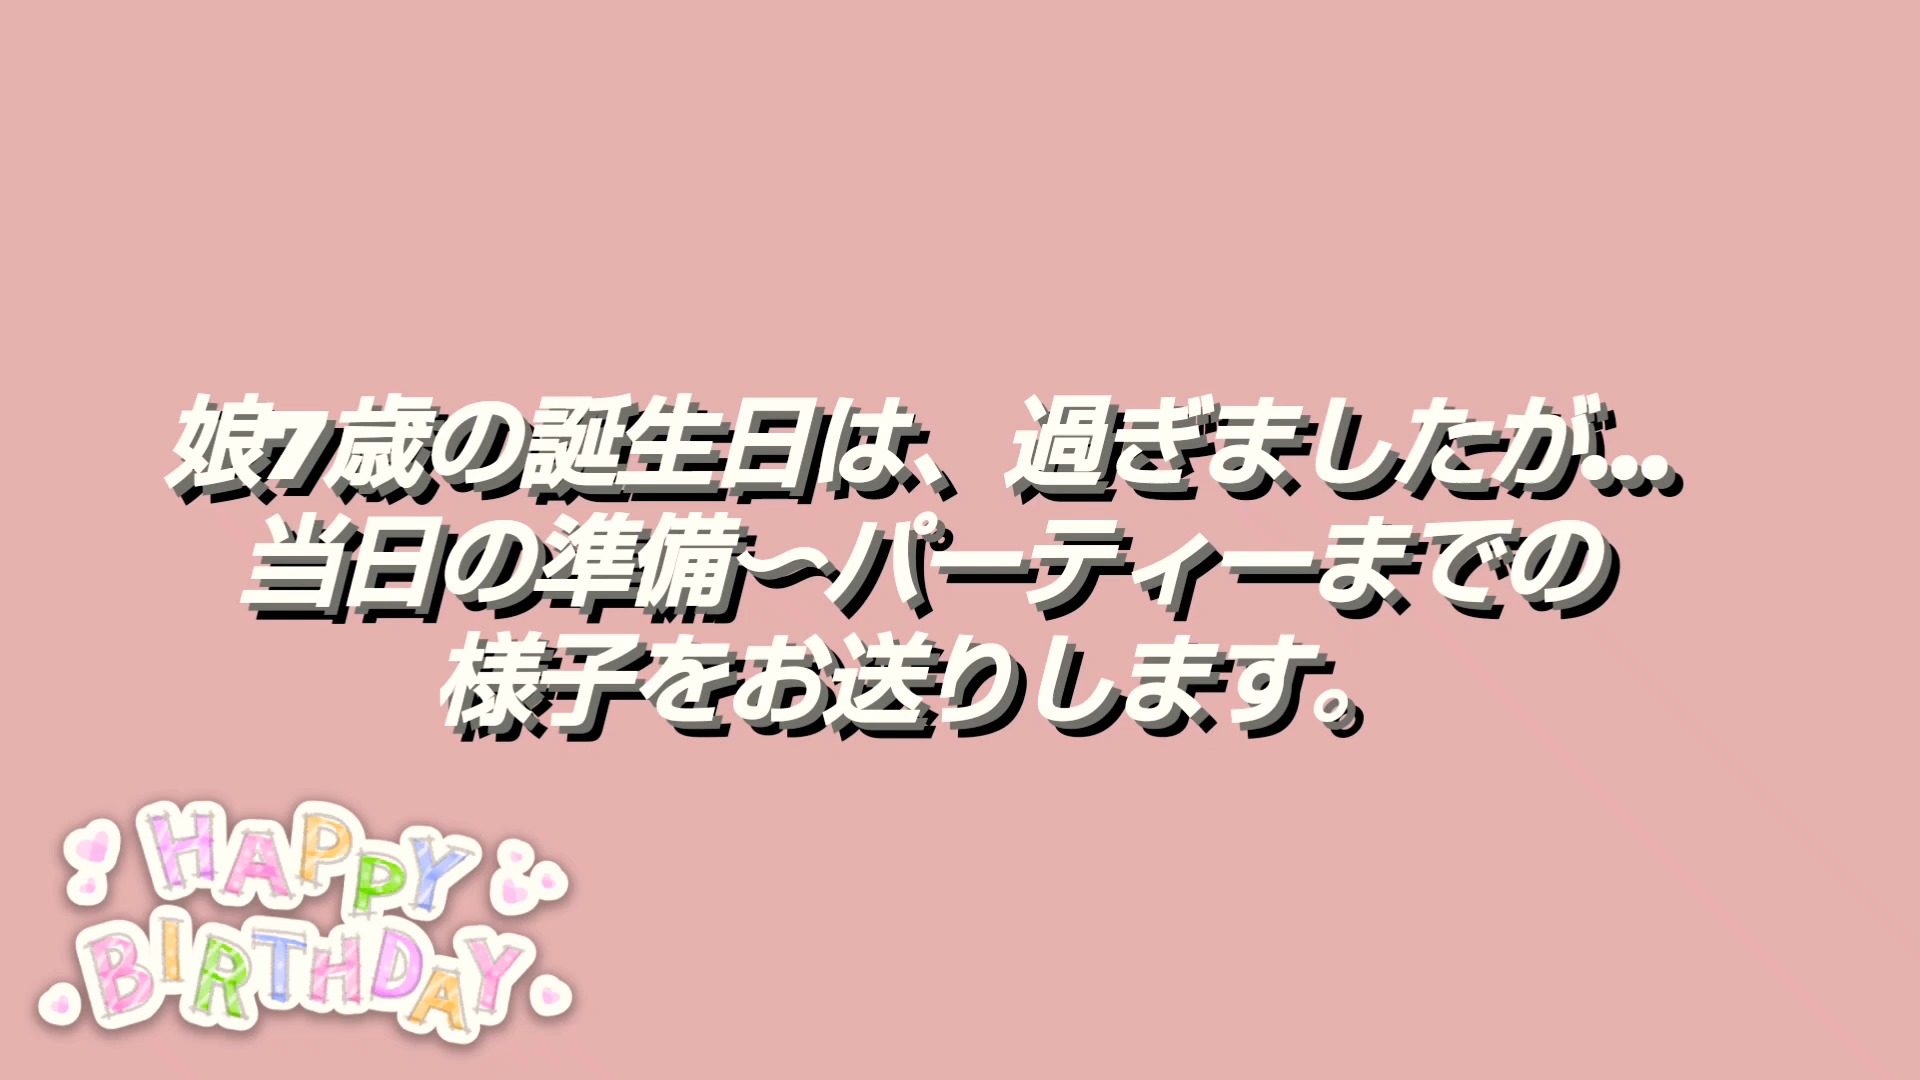 娘7歳の誕生日は、過ぎましたが...
当日の準備〜パーティーまでの
様子をお送りします。
HAPPY
BIRTHDAY